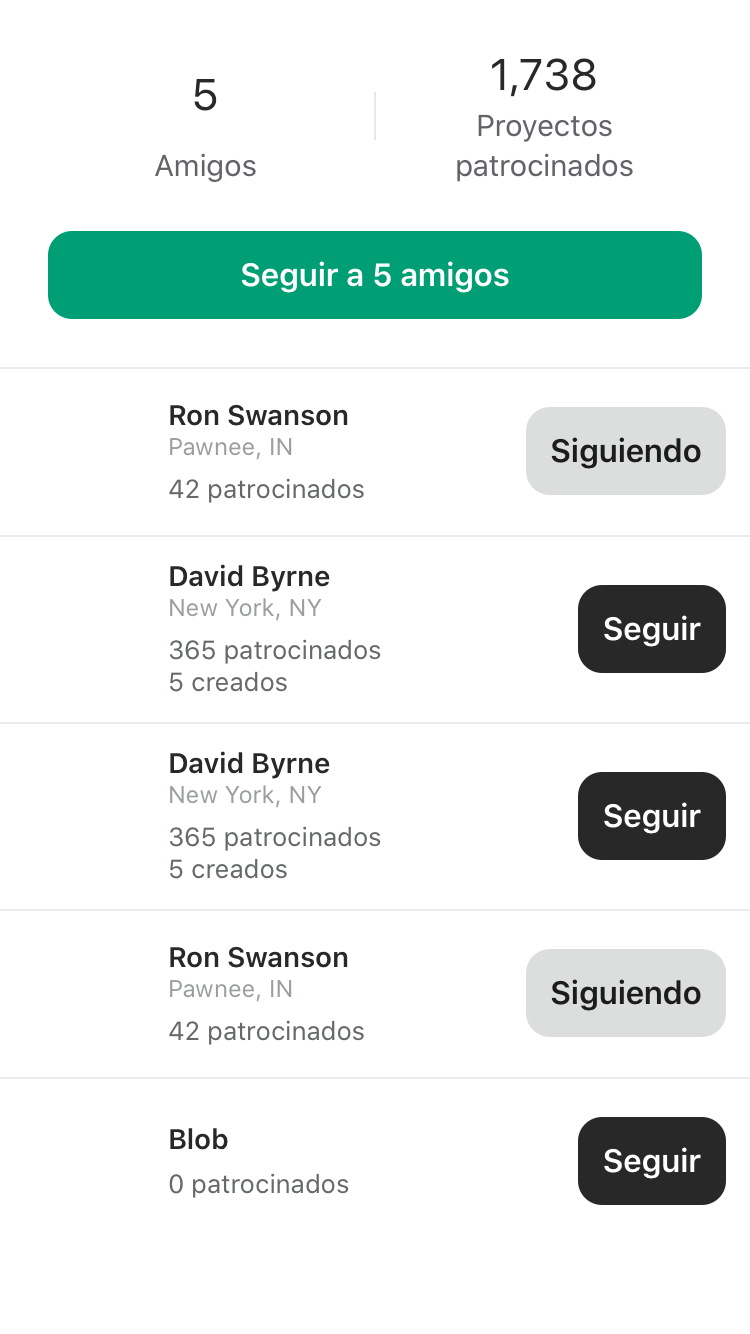 5
Amigos
1,738
Proyectos
patrocinados
Seguir a 5 amigos
Ron Swanson
Pawnee, IN
42 patrocinados
Siguiendo
David Byrne
New York, NY
365 patrocinados
5 creados
Seguir
David Byrne
New York, NY
365 patrocinados
5 creados
Seguir
Ron Swanson
Pawnee, IN
42 patrocinados
Siguiendo
Blob
0 patrocinados
Seguir